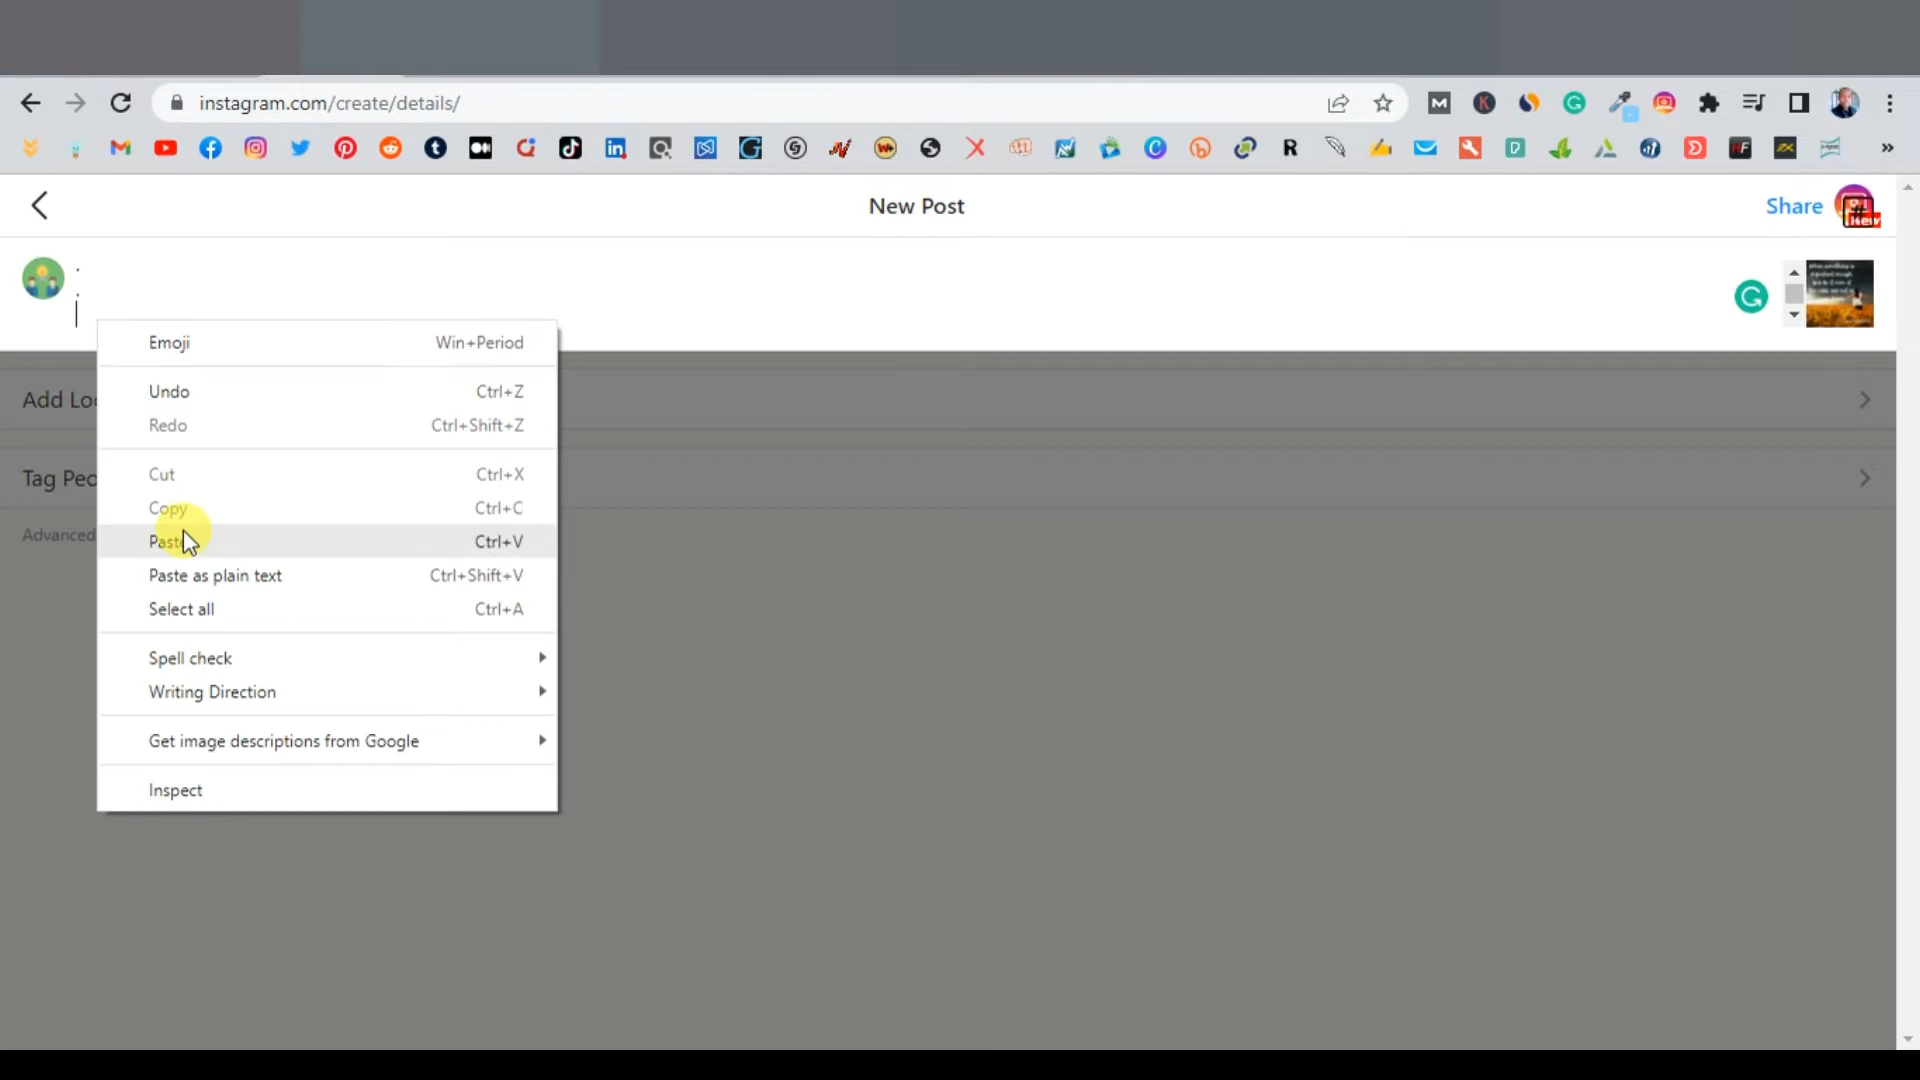 instagram.com/create/details/
New Post
Share
New
.
.
Emoji Win+Period
Undo Ctrl+Z
Add Loc
Redo Ctrl+Shift+Z
Cut Ctrl+X
Tag Peo
Copy Ctrl+C
Advanced
Paste Ctrl+V
Paste as plain text Ctrl+Shift+V
Select all Ctrl+A
Spell check
Writing Direction
Get image descriptions from Google
Inspect